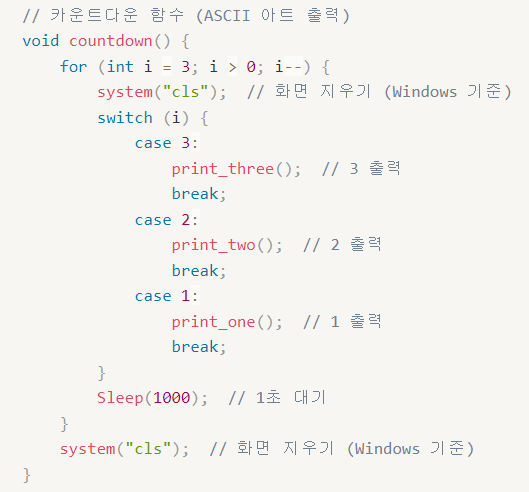 // 카운트다운 함수 (ASCII 아트 출력)
void countdown() {
    for (int i = 3; i > 0; i--) {
        system("cls");  // 화면 지우기 (Windows 기준)
        switch (i) {
            case 3:
                print_three();  // 3 출력
                break;
            case 2:
                print_two();  // 2 출력
                break;
            case 1:
                print_one();  // 1 출력
                break;
        }
        Sleep(1000);  // 1초 대기
    }
    system("cls");  // 화면 지우기 (Windows 기준)
}